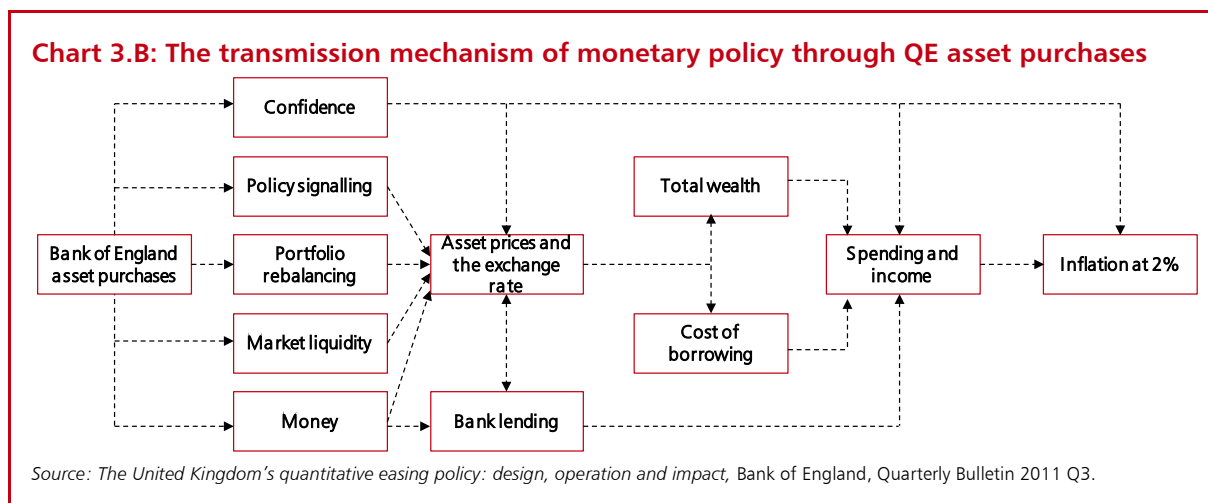 Chart 3.B: The transmission mechanism of monetary policy through QE asset purchases
Confidence
Policy signalling
Total wealth
Bank of England
asset purchases
Portfolio
rebalancing
Asset prices and
the exchange
rate
Spending and
income
Inflation at 2%
Market liquidity
Cost of
borrowing
Money
Bank lending
Source: The United Kingdom's quantitative easing policy: design, operation and impact, Bank of England, Quarterly Bulletin 2011 Q3.